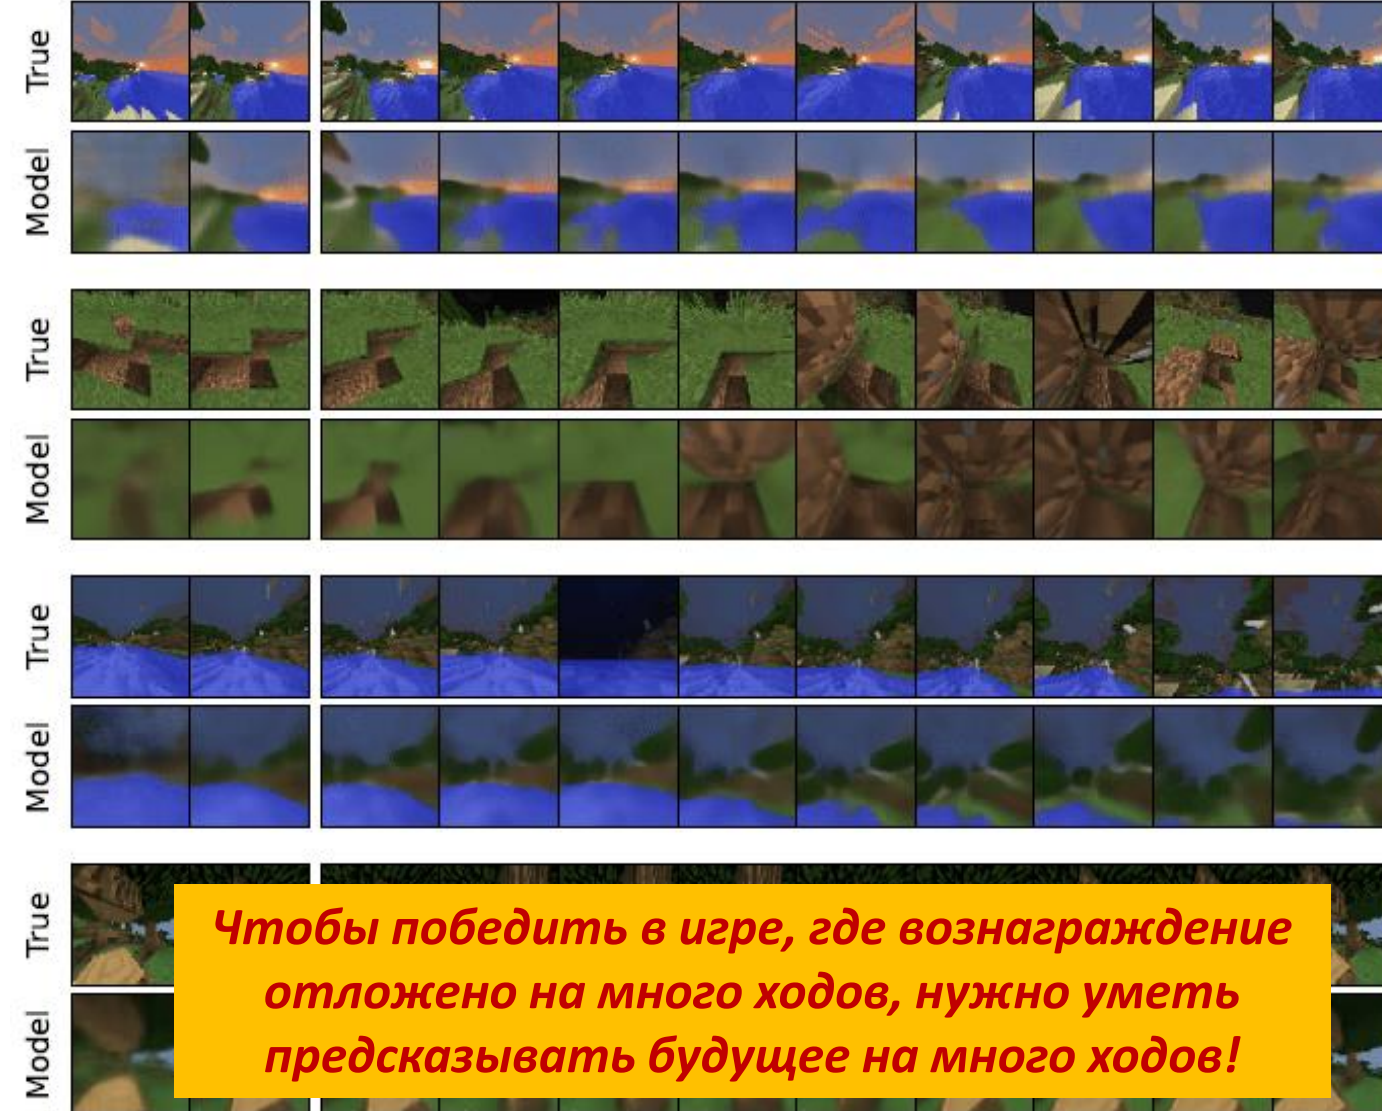 True
Model
True
Model
True
Model
True
Model
Чтобы победить в игре, где вознаграждение
отложено на много ходов, нужно уметь
предсказывать будущее на много ходов!